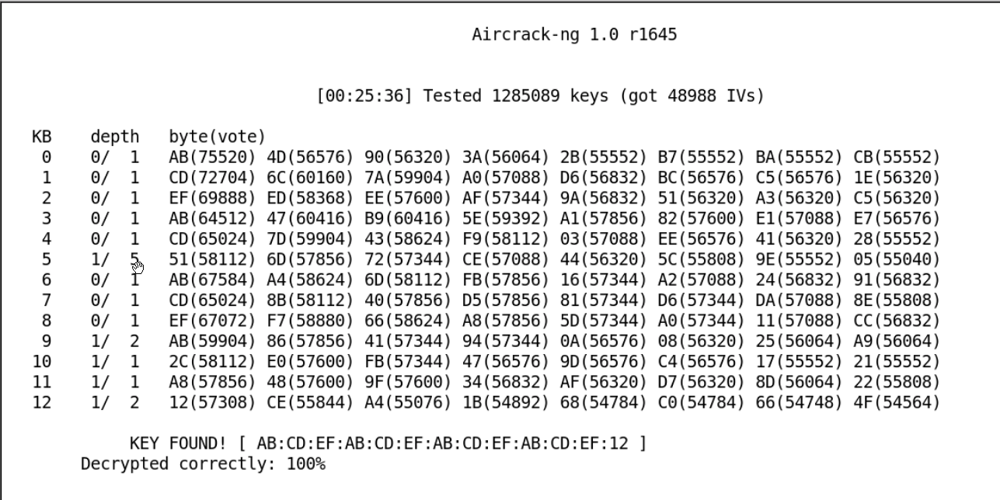 Aircrack-ng 1.0 r1645
[00:25:36] Tested 1285089 keys (got 48988 IVs)
KB depth byte(vote)
0 0/ 1 AB(75520) 4D(56576) 90(56320) 3A(56064) 2B(55552) B7(55552) BA(55552) CB(55552)
1 0/ 1 CD(72704) 6C(60160) 7A(59904) A0(57088) D6(56832) BC(56576) C5(56576) 1E(56320)
2 0/ 1 EF(69888) ED(58368) EE(57600) AF(57344) 9A(56832) 51(56320) A3(56320) C5(56320)
3 0/ 1 AB(64512) 47(60416) B9(60416) 5E(59392) A1(57856) 82(57600) E1(57088) E7(56576)
4 0/ 1 CD(65024) 7D(59904) 43(58624) F9(58112) 03(57088) EE(56576) 41(56320) 28(55552)
5 1/ 5 51(58112) 6D(57856) 72(57344) CE(57088) 44(56320) 5C(55808) 9E(55552) 05(55040)
6 0/ 1 AB(67584) A4(58624) 6D(58112) FB(57856) 16(57344) A2(57088) 24(56832) 91(56832)
7 0/ 1 CD(65024) 8B(58112) 40(57856) D5(57856) 81(57344) D6(57344) DA(57088) 8E(55808)
8 0/ 1 EF(67072) F7(58880) 66(58624) A8(57856) 5D(57344) A0(57344) 11(57088) CC(56832)
9 1/ 2 AB(59904) 86(57856) 41(57344) 94(57344) 0A(56576) 08(56320) 25(56064) A9(56064)
10 1/ 1 2C(58112) E0(57600) FB(57344) 47(56576) 9D(56576) C4(56576) 17(55552) 21(55552)
11 1/ 1 A8(57856) 48(57600) 9F(57600) 34(56832) AF(56320) D7(56320) 8D(56064) 22(55808)
12 1/ 2 12(57308) CE(55844) A4(55076) 1B(54892) 68(54784) C0(54784) 66(54748) 4F(54564)
KEY FOUND! [ AB:CD:EF:AB:CD:EF:AB:CD:EF:AB:CD:EF:12 ]
Decrypted correctly: 100%